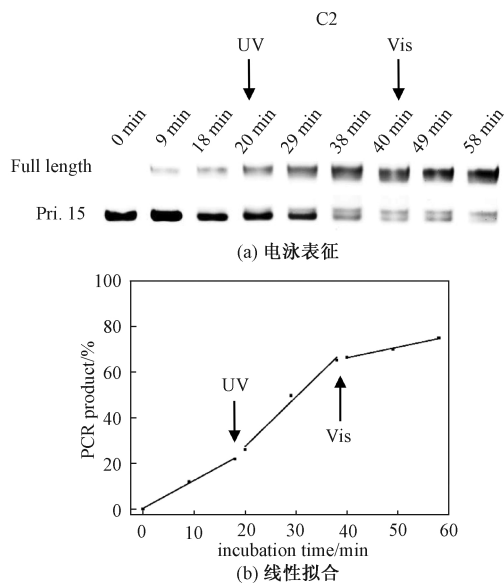 C2
UV Vis
0 min 9 min 18 min 20 min 29 min 38 min 40 min 49 min 58 min
Full length
Pri. 15
(a) 电泳表征
100
80
60
40
20
0
PCR product/%
UV
Vis
0 10 20 30 40 50 60
incubation time/min
(b) 线性拟合